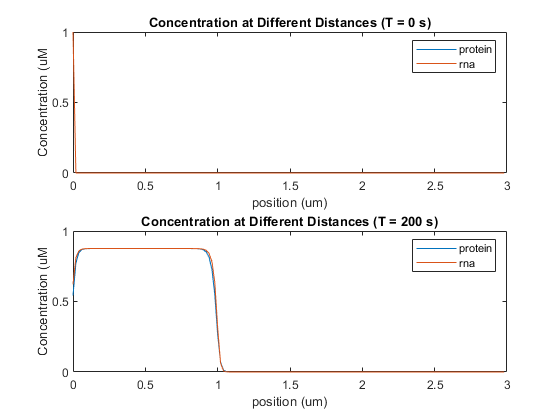 Concentration at Different Distances (T = 0 s)
1
0.5
0
Concentration (uM
protein
rna
0
0.5
1
1.5
2
2.5
3
position (um)
Concentration at Different Distances (T = 200 s)
1
0.5
0
Concentration (uM
protein
rna
0
0.5
1
1.5
2
2.5
3
position (um)